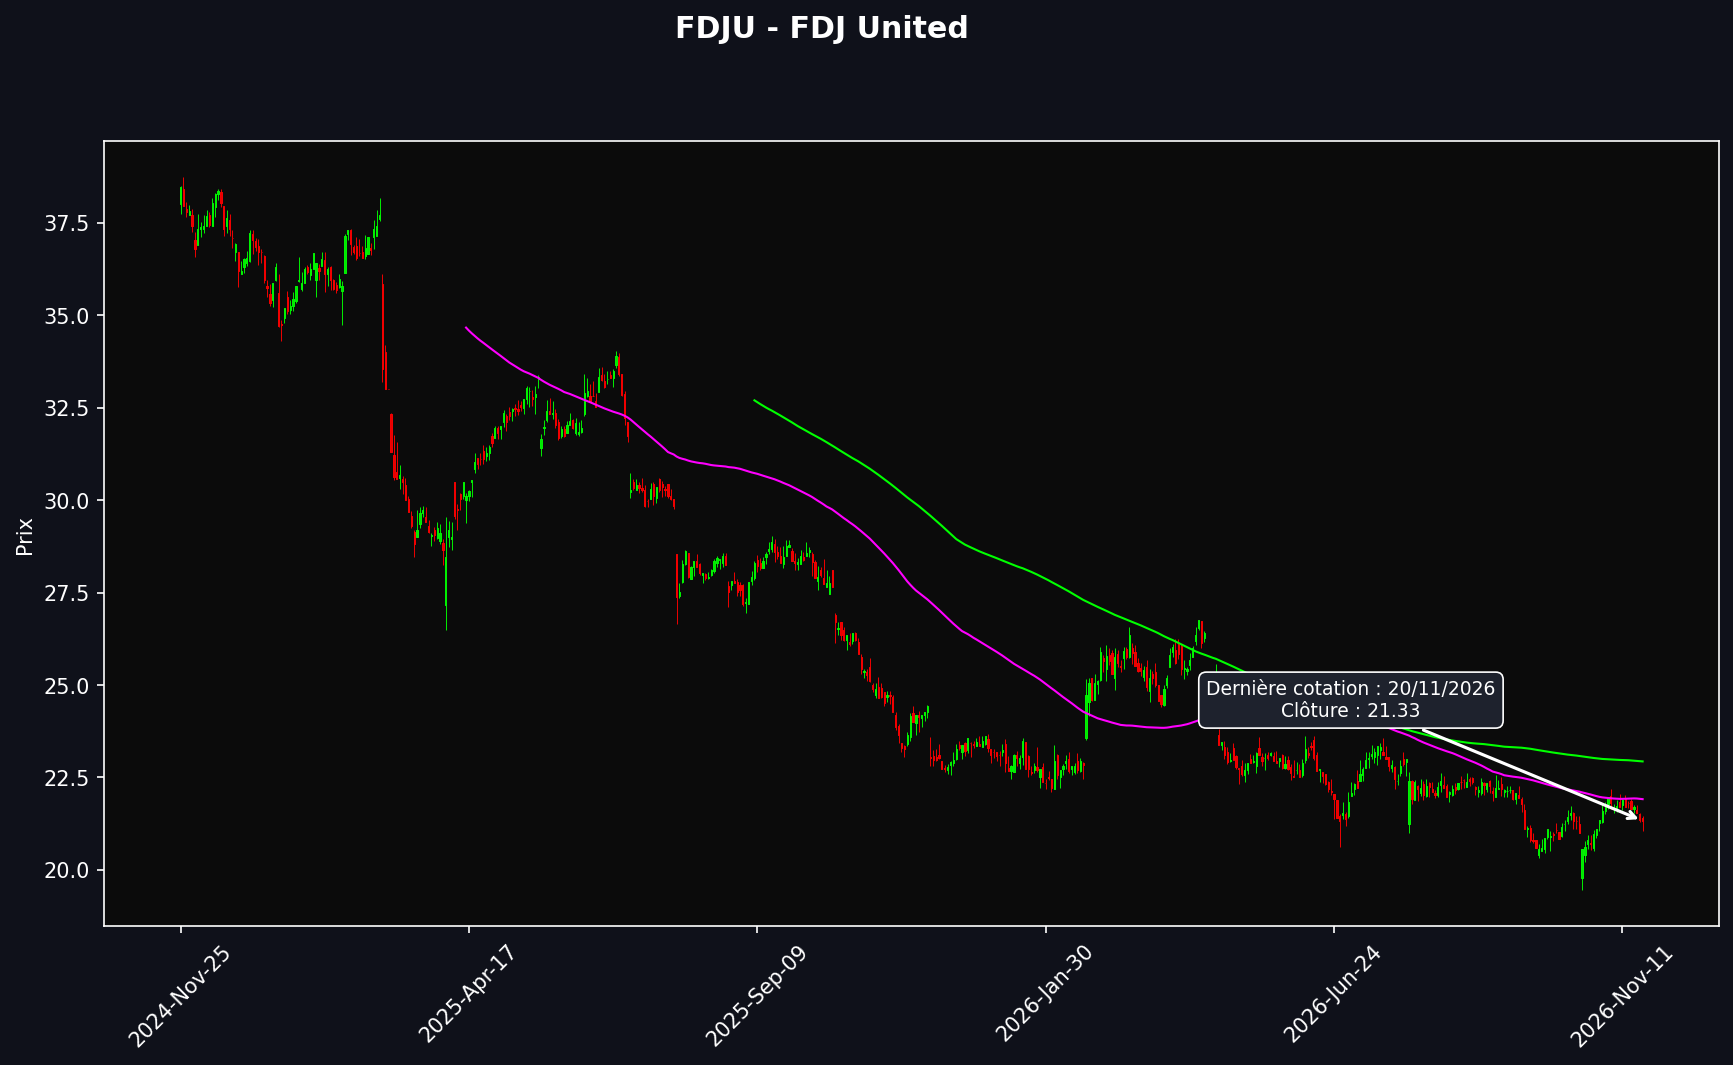 FDJU - FDJ United
Prix
37.5
35.0
32.5
30.0
27.5
25.0
22.5
20.0
Dernière cotation : 20/11/2026
Clôture : 21.33
2024-Nov-25
2025-Apr-17
2025-Sep-09
2026-Jan-30
2026-Jun-24
2026-Nov-11